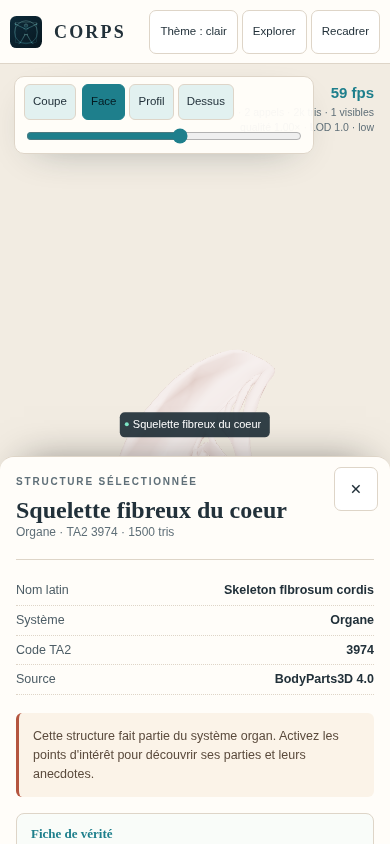 CORPS
Thème : clair
Explorer
Recadrer
Coupe
Face
Profil
Dessus
59 fps
is · 1 visibles
LOD 1.0 · low
Squelette fibreux du coeur
STRUCTURE SÉLECTIONNÉE
×
Squelette fibreux du coeur
Organe · TA2 3974 · 1500 tris
Nom latin
Skeleton fIbrosum cordis
Système
Organe
Code TA2
3974
Source
BodyParts3D 4.0
Cette structure fait partie du système organ. Activez les
points d'intérêt pour découvrir ses parties et leurs
anecdotes.
Fiche de vérité